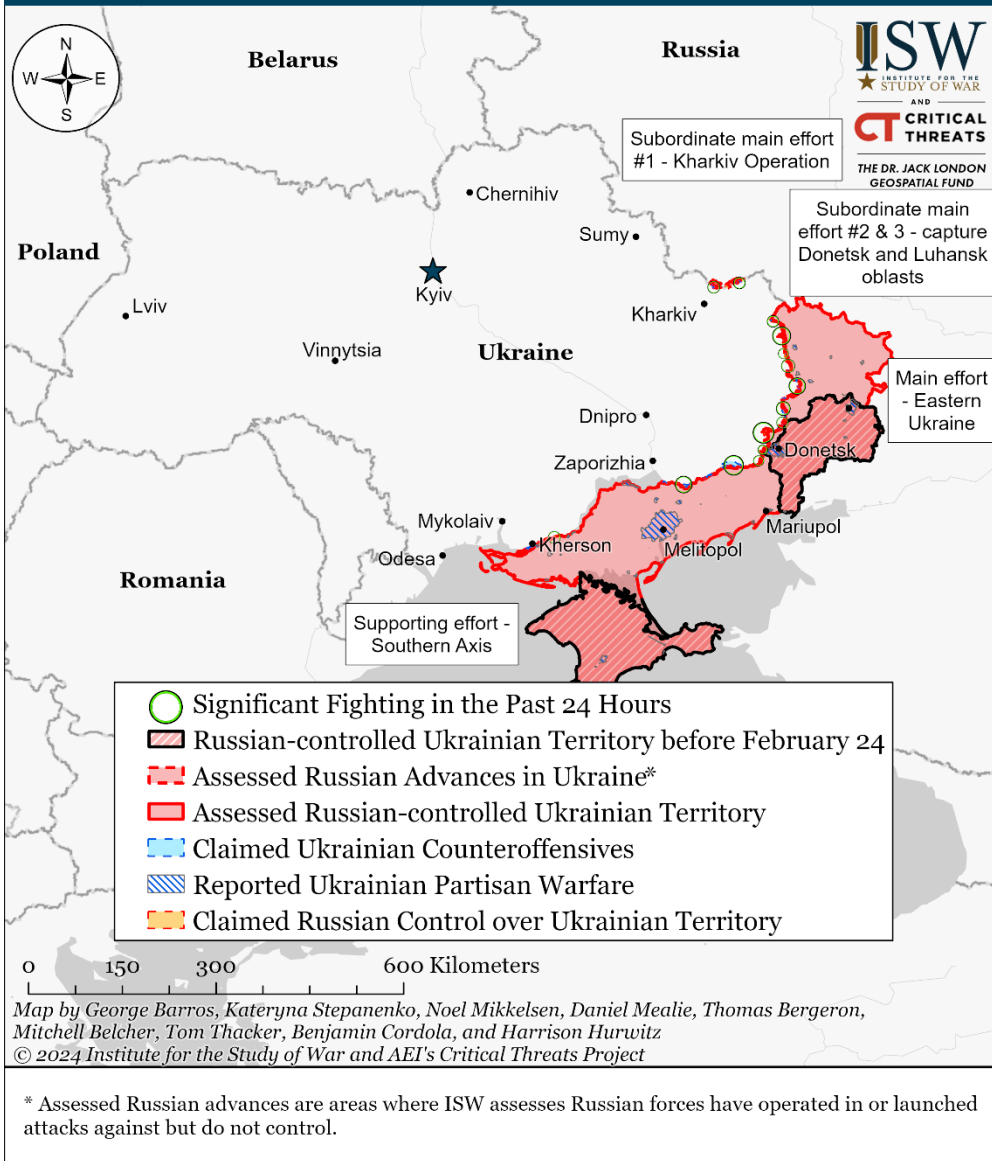 N
W
E
S
Belarus
Russia
ISW
INSTITUTE FOR THE
STUDY OF WAR
AND
CT CRITICAL
THREATS
THE DR. JACK LONDON
GEOSPATIAL FUND
Subordinate main effort
#1 - Kharkiv Operation
Subordinate main
effort #2 & 3 - capture
Donetsk and Luhansk
oblasts
Chernihiv
Sumy
Poland
Kyiv
Lviv
Kharkiv
Vinnytsia
Ukraine
Main effort
- Eastern
Ukraine
Dnipro
Donetsk
Zaporizhia
Mykolaiv
Mariupol
Kherson
Melitopol
Odesa
Romania
Supporting effort -
Southern Axis
Significant Fighting in the Past 24 Hours
Russian-controlled Ukrainian Territory before February 24
Assessed Russian Advances in Ukraine*
Assessed Russian-controlled Ukrainian Territory
Claimed Ukrainian Counteroffensives
Reported Ukrainian Partisan Warfare
Claimed Russian Control over Ukrainian Territory
0 150 300 600 Kilometers
Map by George Barros, Kateryna Stepanenko, Noel Mikkelsen, Daniel Mealie, Thomas Bergeron,
Mitchell Belcher, Tom Thacker, Benjamin Cordola, and Harrison Hurwitz
© 2024 Institute for the Study of War and AEI's Critical Threats Project
* Assessed Russian advances are areas where ISW assesses Russian forces have operated in or launched
attacks against but do not control.